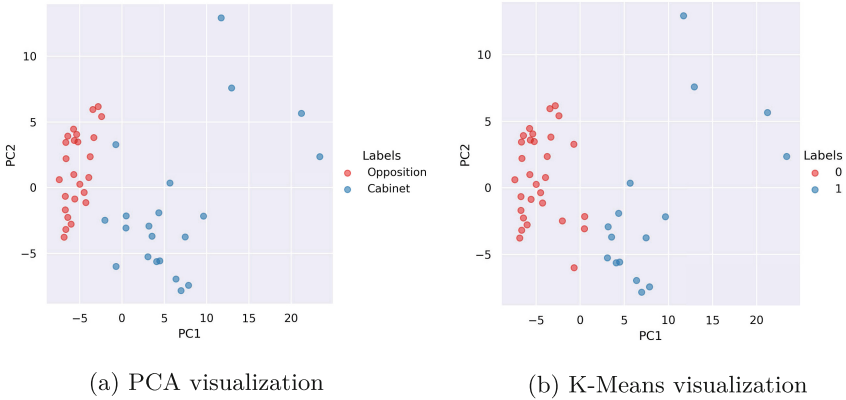 10
5
0
−5
PC2
−5 0 5 10 15 20
PC1
Labels
Opposition
Cabinet
(a) PCA visualization
10
5
0
−5
PC2
−5 0 5 10 15 20
PC1
Labels
0
1
(b) K-Means visualization